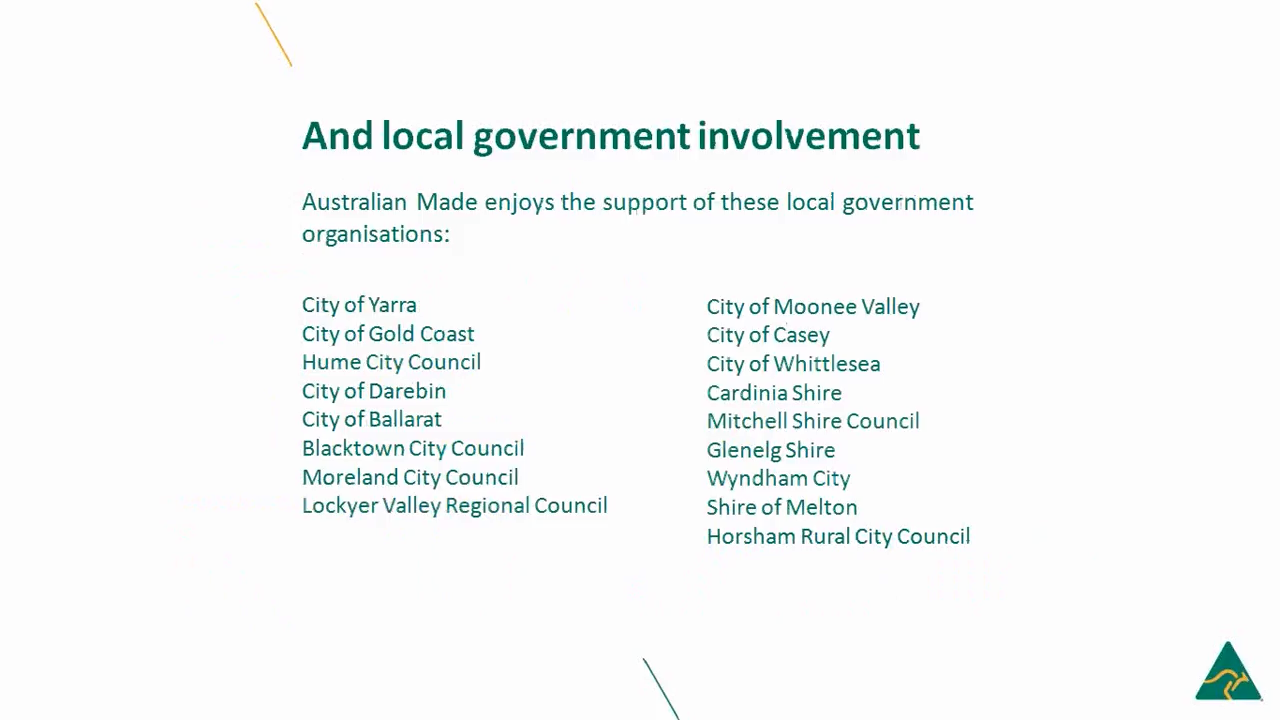 And local government involvement
Australian Made enjoys the support of these local government
organisations:
City of Yarra
City of Gold Coast
Hume City Council
City of Darebin
City of Ballarat
Blacktown City Council
Moreland City Council
Lockyer Valley Regional Council
City of Moonee Valley
City of Casey
City of Whittlesea
Cardinia Shire
Mitchell Shire Council
Glenelg Shire
Wyndham City
Shire of Melton
Horsham Rural City Council